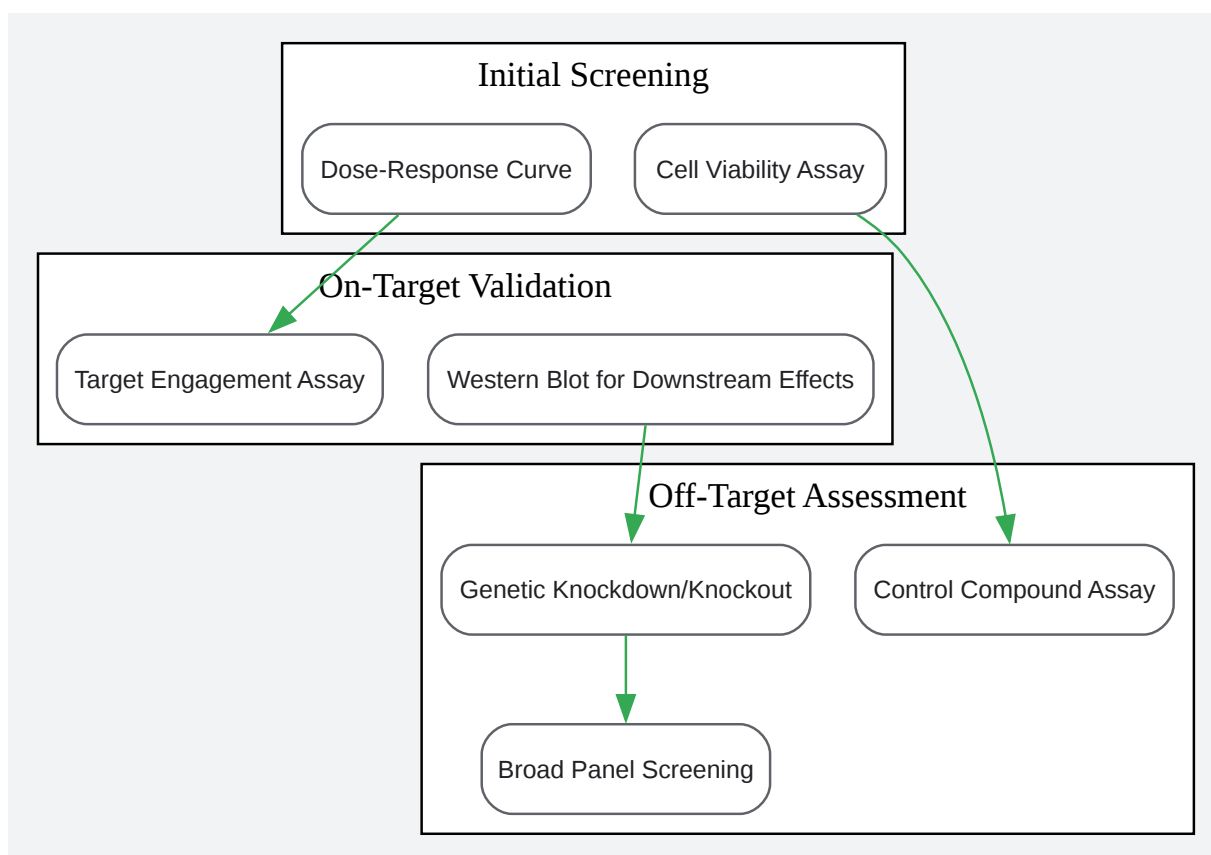 Initial Screening
Dose-Response Curve
Cell Viability Assay
On-Target Validation
Target Engagement Assay
Western Blot for Downstream Effects
Off-Target Assessment
Genetic Knockdown/Knockout
Control Compound Assay
Broad Panel Screening